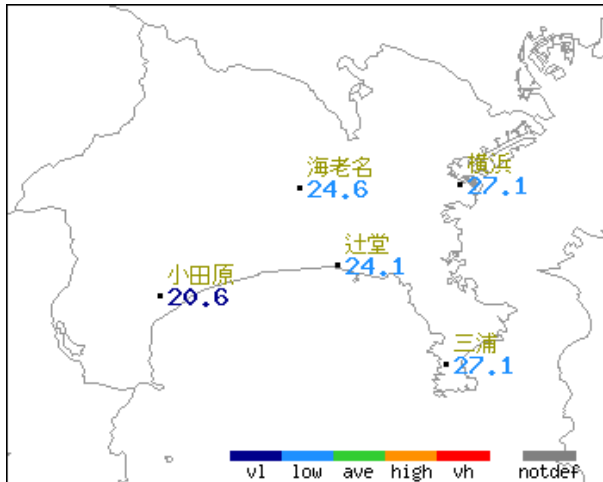 海老名
24.6
横浜
27.1
辻堂
24.1
小田原
20.6
三浦
27.1
vl low ave high vh notdef